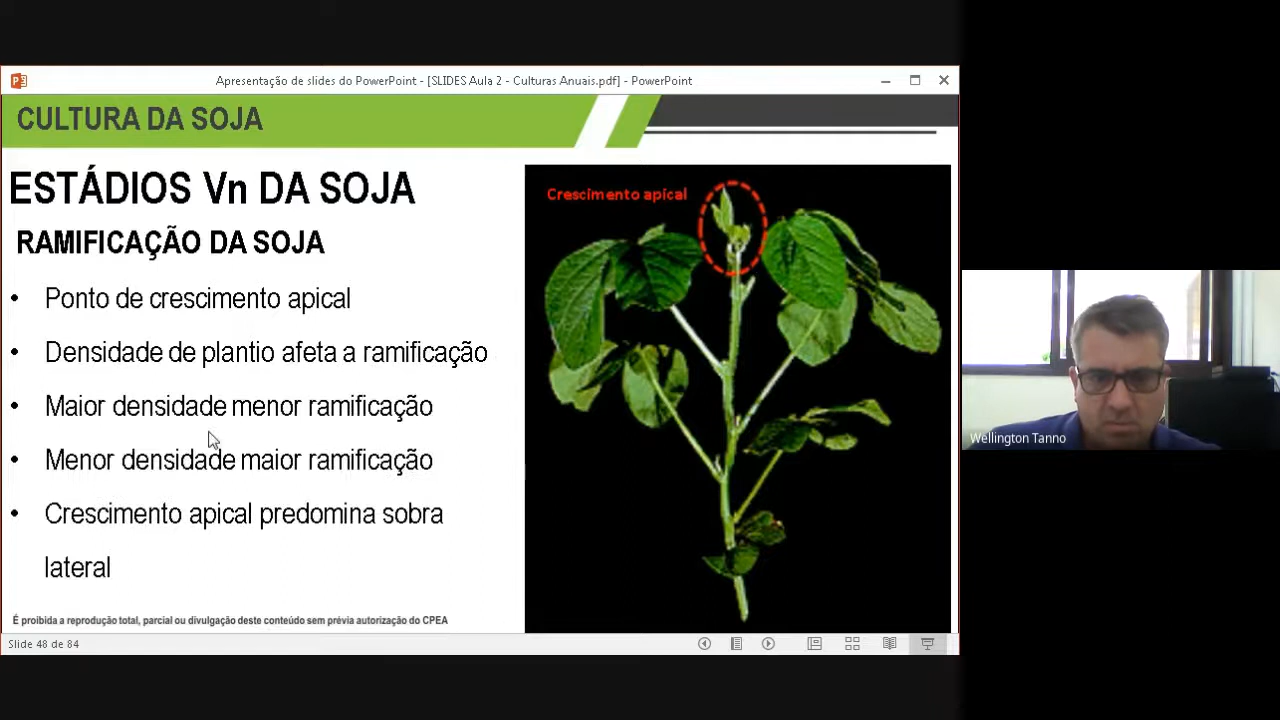 Apresentação de slides do PowerPoint - [SLIDES Aula 2 - Culturas Anuais.pdf] - PowerPoint
CULTURA DA SOJA
ESTÁDIOS Vn DA SOJA
RAMIFICAÇÃO DA SOJA
• Ponto de crescimento apical
• Densidade de plantio afeta a ramificação
• Maior densidade menor ramificação
• Menor densidade maior ramificação
• Crescimento apical predomina sobra
lateral
Crescimento apical
É proibida a reprodução total, parcial ou divulgação deste conteúdo sem prévia autorização do CPEA
Slide 48 de 84
Wellington Tanno